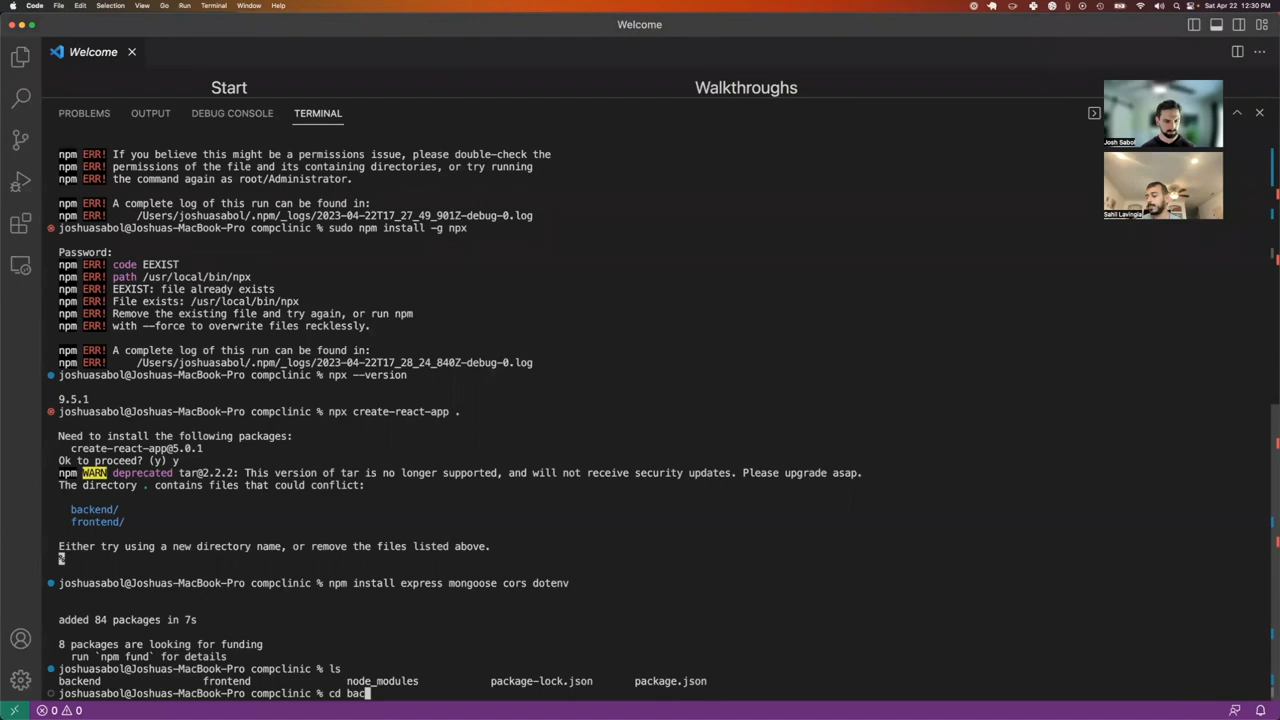 Code File Edit Selection View Go Run Terminal Window Help Sat Apr 22 12:30 PM
Welcome
Welcome
Start Walkthroughs
PROBLEMS OUTPUT DEBUG CONSOLE TERMINAL
npm ERR! If you believe this might be a permissions issue, please double-check the
npm ERR! permissions of the file and its containing directories, or try running
npm ERR! the command again as root/Administrator.
npm ERR! A complete log of this run can be found in:
npm ERR!     /Users/joshuasabol/.npm/_logs/2023-04-22T17_27_49_901Z-debug-0.log
joshuasabol@Joshuas-MacBook-Pro compclinic % sudo npm install -g npx
Password:
npm ERR! code EEXIST
npm ERR! path /usr/local/bin/npx
npm ERR! EEXIST: file already exists
npm ERR! File exists: /usr/local/bin/npx
npm ERR! Remove the existing file and try again, or run npm
npm ERR! with --force to overwrite files recklessly.
npm ERR! A complete log of this run can be found in:
npm ERR!     /Users/joshuasabol/.npm/_logs/2023-04-22T17_28_24_840Z-debug-0.log
joshuasabol@Joshuas-MacBook-Pro compclinic % npx --version
9.5.1
joshuasabol@Joshuas-MacBook-Pro compclinic % npx create-react-app .
Need to install the following packages:
create-react-app@5.0.1
Ok to proceed? (y) y
npm WARN deprecated tar@2.2.2: This version of tar is no longer supported, and will not receive security updates. Please upgrade asap.
The directory . contains files that could conflict:
backend/
frontend/
Either try using a new directory name, or remove the files listed above.
%
joshuasabol@Joshuas-MacBook-Pro compclinic % npm install express mongoose cors dotenv
added 84 packages in 7s
8 packages are looking for funding
run `npm fund` for details
joshuasabol@Joshuas-MacBook-Pro compclinic % ls
backend frontend node_modules package-lock.json package.json
joshuasabol@Joshuas-MacBook-Pro compclinic % cd bac
Josh Sabol
Sahil Lavingia
0 0